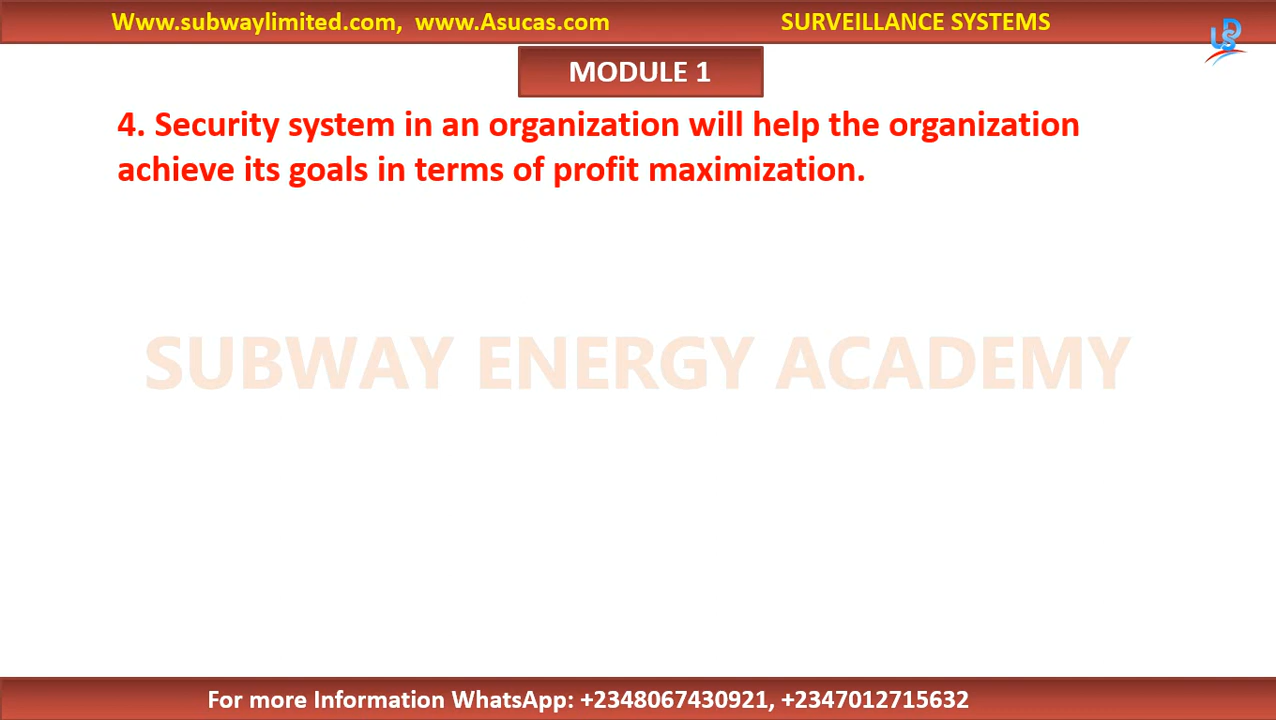 Www.subwaylimited.com, www.Asucas.com SURVEILLANCE SYSTEMS
MODULE 1
4. Security system in an organization will help the organization
achieve its goals in terms of profit maximization.
SUBWAY ENERGY ACADEMY
For more Information WhatsApp: +2348067430921, +2347012715632